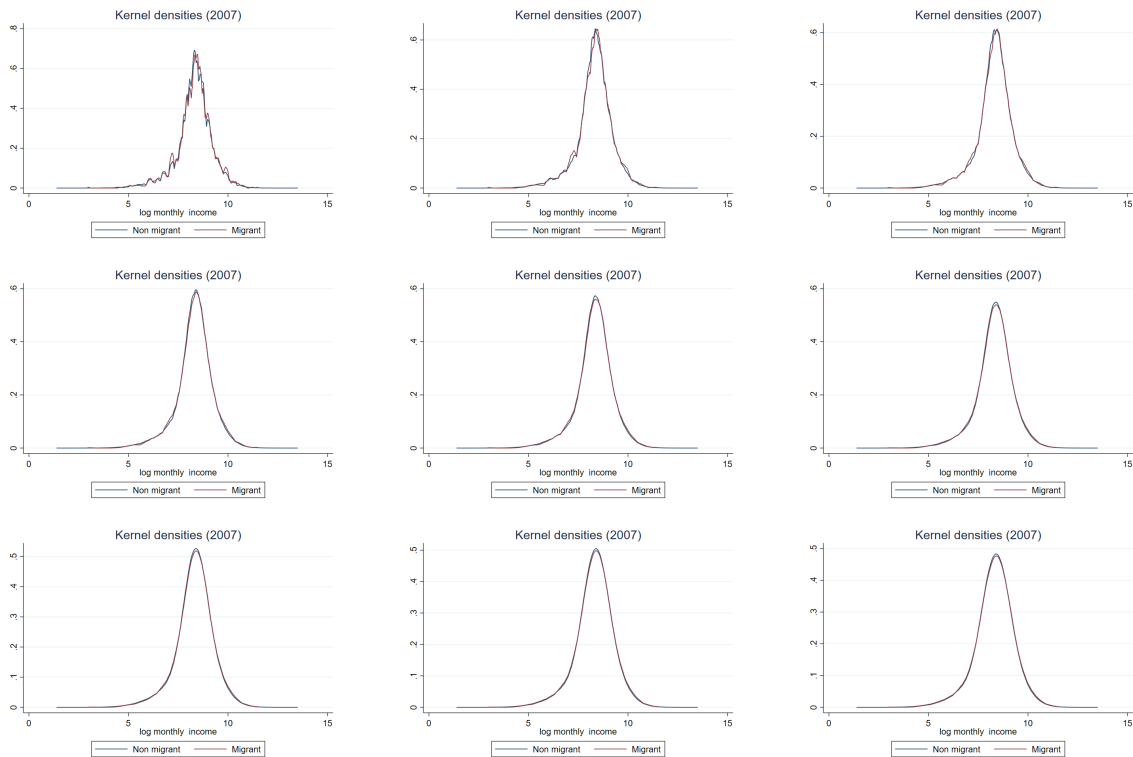 Kernel densities (2007)
.8
.6
.4
.2
0
0 5 10 15
log monthly income
Non migrant Migrant
Kernel densities (2007)
.6
.4
.2
0
0 5 10 15
log monthly income
Non migrant Migrant
Kernel densities (2007)
.6
.4
.2
0
0 5 10 15
log monthly income
Non migrant Migrant
Kernel densities (2007)
.6
.4
.2
0
0 5 10 15
log monthly income
Non migrant Migrant
Kernel densities (2007)
.6
.4
.2
0
0 5 10 15
log monthly income
Non migrant Migrant
Kernel densities (2007)
.6
.4
.2
0
0 5 10 15
log monthly income
Non migrant Migrant
Kernel densities (2007)
.5
.4
.3
.2
.1
0
0 5 10 15
log monthly income
Non migrant Migrant
Kernel densities (2007)
.5
.4
.3
.2
.1
0
0 5 10 15
log monthly income
Non migrant Migrant
Kernel densities (2007)
.5
.4
.3
.2
.1
0
0 5 10 15
log monthly income
Non migrant Migrant